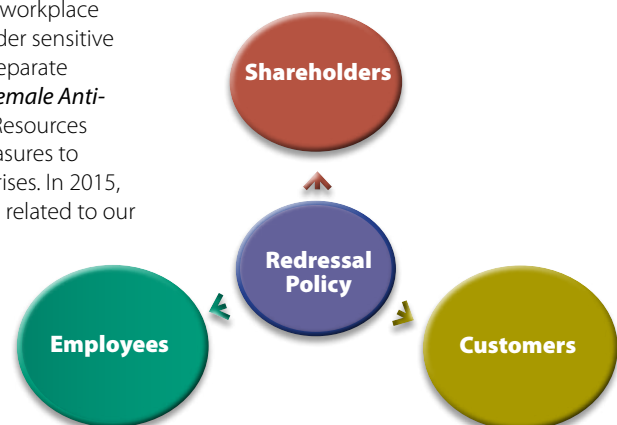 workplace
der sensitive
eparate
emale Anti-
Resources
asures to
rises. In 2015,
related to our
Shareholders
Redressal
Policy
Employees
Customers